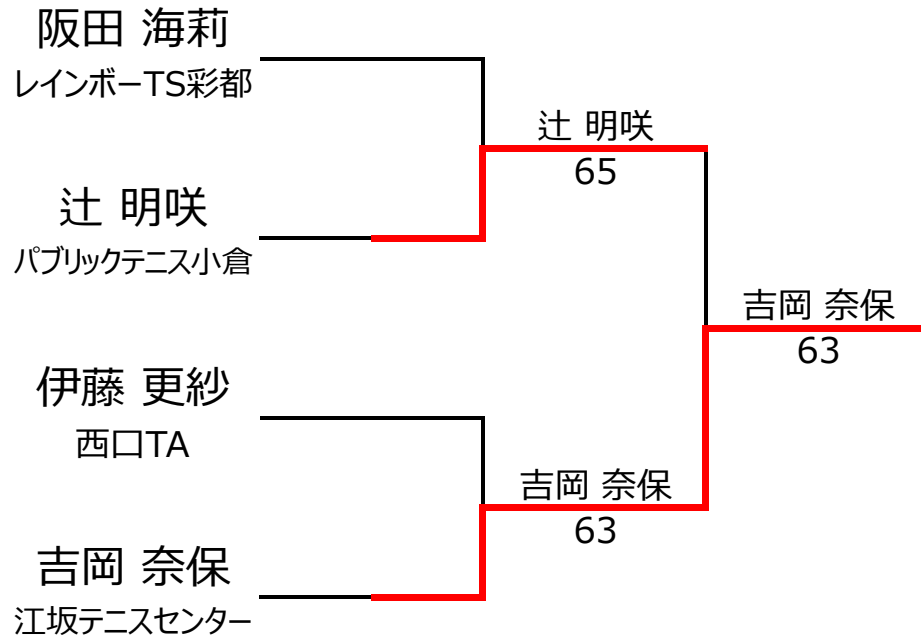 阪田 海莉
レインボーTS彩都
辻 明咲
65
辻 明咲
パブリックテニス小倉
吉岡 奈保
63
伊藤 更紗
西口TA
吉岡 奈保
63
吉岡 奈保
江坂テニスセンター